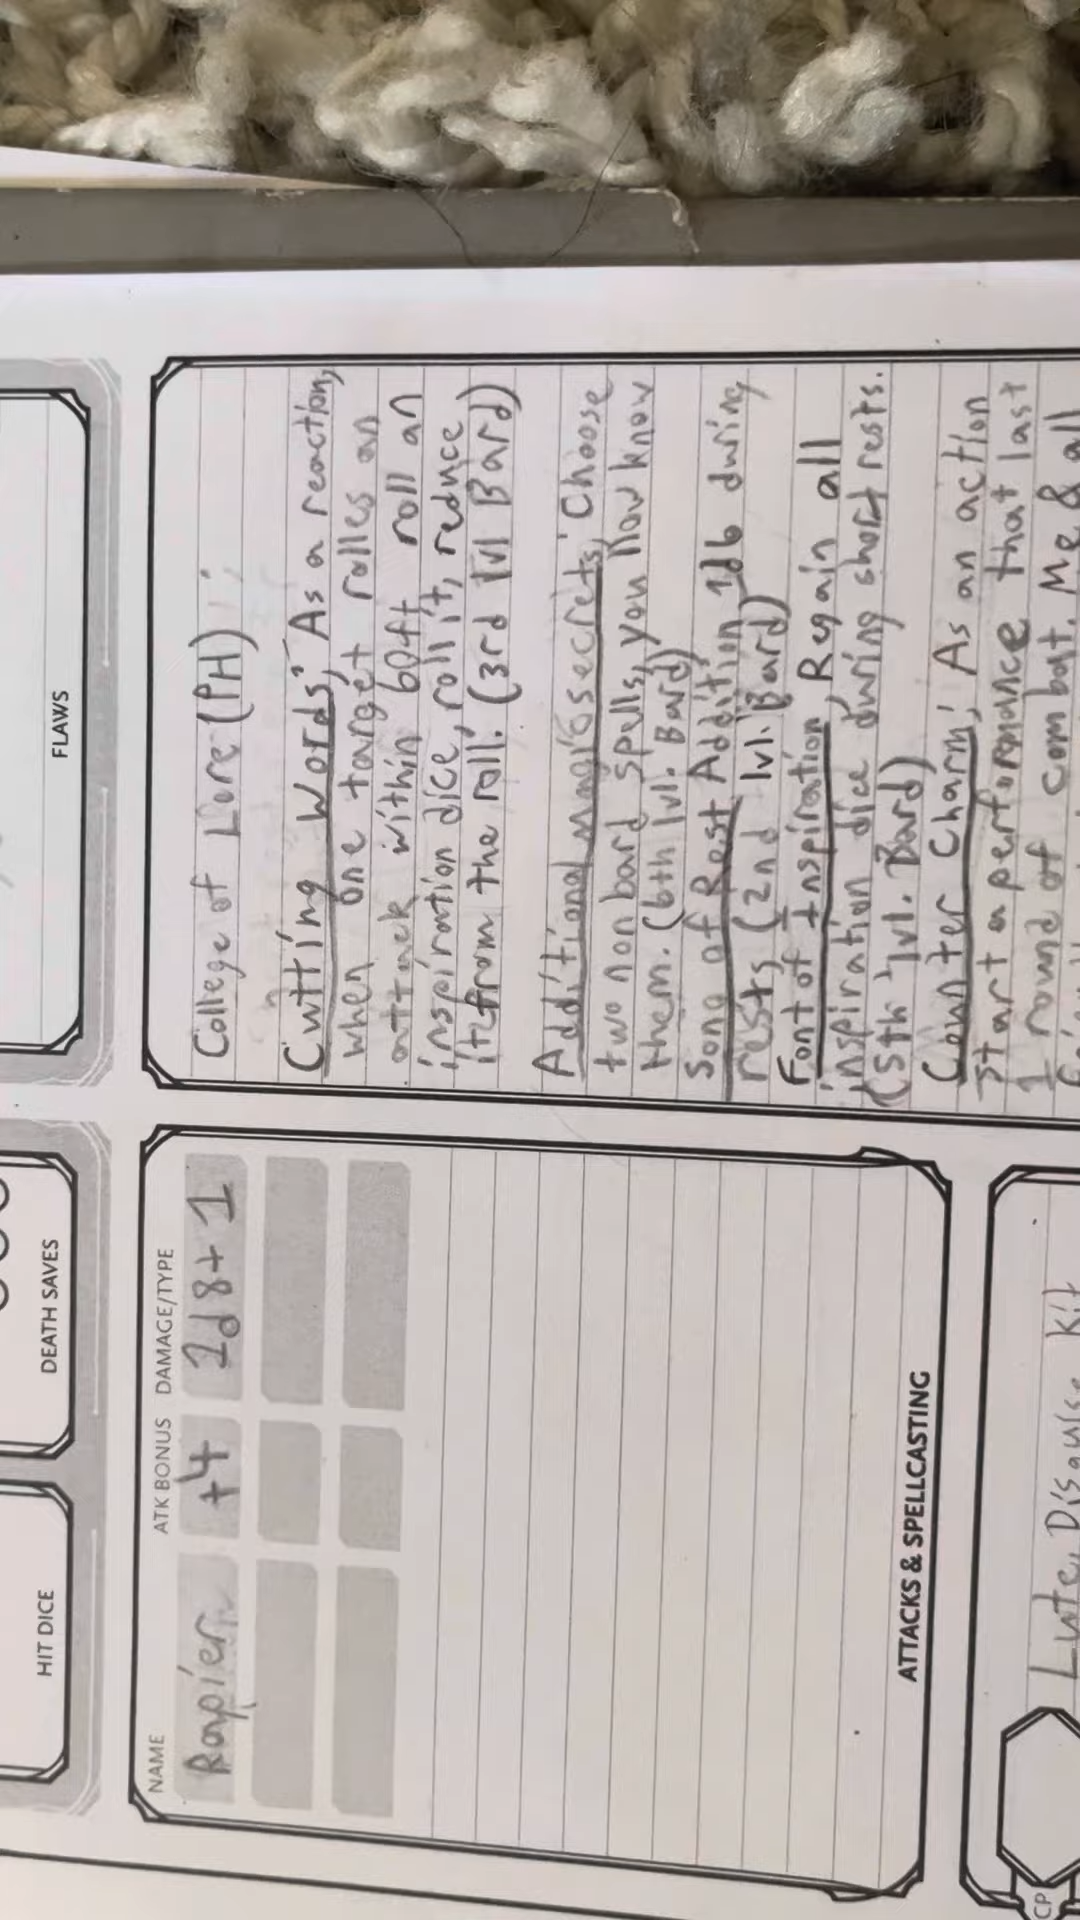 FLAWS
DEATH SAVES
HIT DICE
College of Lore (PH):
Cutting Words; As a reaction,
when one target rolles an
attack within 60ft roll an
inspiration dice, roll it, reduce
it from the roll. (3rd lvl Bard)
Additional magies secrets; Choose
two non bard spells, you now know
them. (6th lvl. Bard)
Song of Rest Addition 1d6 during
rests (2nd lvl. Bard)
Font of Inspiration, Regain all
inspiration dice during short rests.
(5th lvl. Bard)
Counter Charm; As an action
start a performance that last
1 round of combat. Me & all
NAME ATK BONUS DAMAGE/TYPE
Rapier +4 1d8+1
ATTACKS & SPELLCASTING
CP
Lute, Disguise Kit